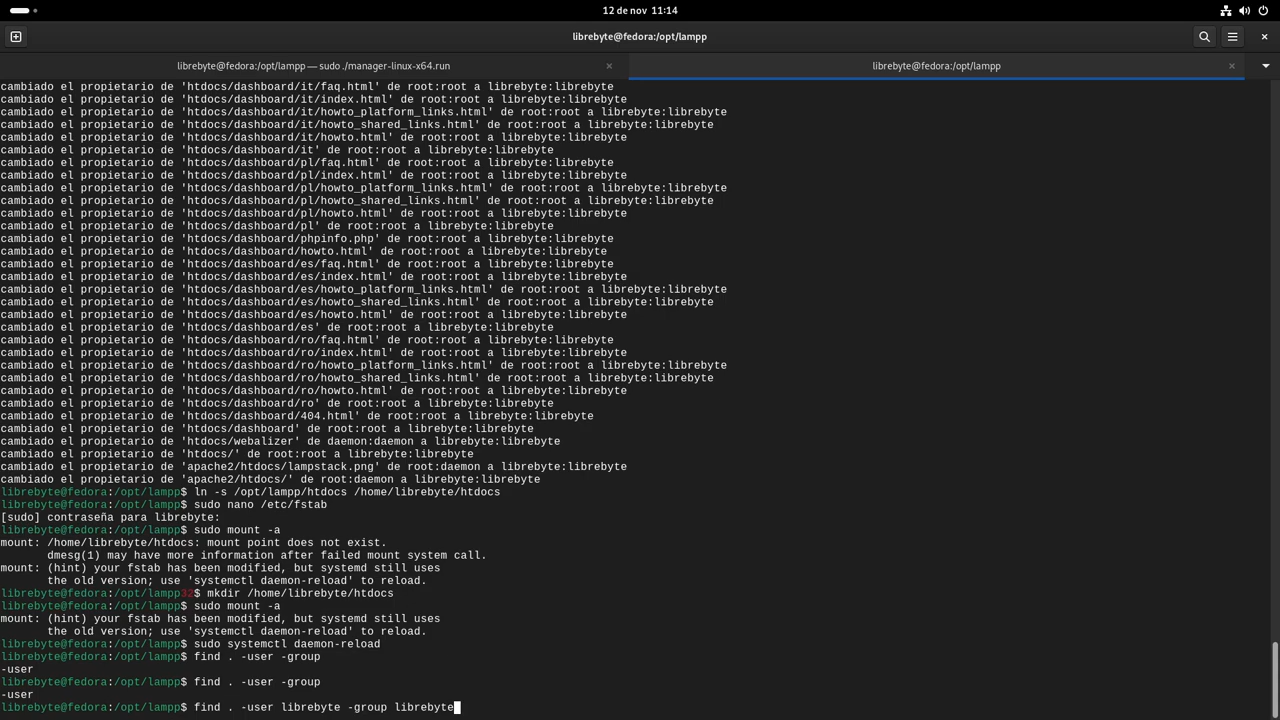 12 de nov 11:14
librebyte@fedora:/opt/lampp
librebyte@fedora:/opt/lampp — sudo ./manager-linux-x64.run
librebyte@fedora:/opt/lampp
cambiado el propietario de 'htdocs/dashboard/it/faq.html' de root:root a librebyte:librebyte
cambiado el propietario de 'htdocs/dashboard/it/index.html' de root:root a librebyte:librebyte
cambiado el propietario de 'htdocs/dashboard/it/howto_platform_links.html' de root:root a librebyte:librebyte
cambiado el propietario de 'htdocs/dashboard/it/howto_shared_links.html' de root:root a librebyte:librebyte
cambiado el propietario de 'htdocs/dashboard/it/howto.html' de root:root a librebyte:librebyte
cambiado el propietario de 'htdocs/dashboard/it' de root:root a librebyte:librebyte
cambiado el propietario de 'htdocs/dashboard/pl/faq.html' de root:root a librebyte:librebyte
cambiado el propietario de 'htdocs/dashboard/pl/index.html' de root:root a librebyte:librebyte
cambiado el propietario de 'htdocs/dashboard/pl/howto_platform_links.html' de root:root a librebyte:librebyte
cambiado el propietario de 'htdocs/dashboard/pl/howto_shared_links.html' de root:root a librebyte:librebyte
cambiado el propietario de 'htdocs/dashboard/pl/howto.html' de root:root a librebyte:librebyte
cambiado el propietario de 'htdocs/dashboard/pl' de root:root a librebyte:librebyte
cambiado el propietario de 'htdocs/dashboard/phpinfo.php' de root:root a librebyte:librebyte
cambiado el propietario de 'htdocs/dashboard/howto.html' de root:root a librebyte:librebyte
cambiado el propietario de 'htdocs/dashboard/es/faq.html' de root:root a librebyte:librebyte
cambiado el propietario de 'htdocs/dashboard/es/index.html' de root:root a librebyte:librebyte
cambiado el propietario de 'htdocs/dashboard/es/howto_platform_links.html' de root:root a librebyte:librebyte
cambiado el propietario de 'htdocs/dashboard/es/howto_shared_links.html' de root:root a librebyte:librebyte
cambiado el propietario de 'htdocs/dashboard/es/howto.html' de root:root a librebyte:librebyte
cambiado el propietario de 'htdocs/dashboard/es' de root:root a librebyte:librebyte
cambiado el propietario de 'htdocs/dashboard/ro/faq.html' de root:root a librebyte:librebyte
cambiado el propietario de 'htdocs/dashboard/ro/index.html' de root:root a librebyte:librebyte
cambiado el propietario de 'htdocs/dashboard/ro/howto_platform_links.html' de root:root a librebyte:librebyte
cambiado el propietario de 'htdocs/dashboard/ro/howto_shared_links.html' de root:root a librebyte:librebyte
cambiado el propietario de 'htdocs/dashboard/ro/howto.html' de root:root a librebyte:librebyte
cambiado el propietario de 'htdocs/dashboard/ro' de root:root a librebyte:librebyte
cambiado el propietario de 'htdocs/dashboard/404.html' de root:root a librebyte:librebyte
cambiado el propietario de 'htdocs/dashboard' de root:root a librebyte:librebyte
cambiado el propietario de 'htdocs/webalizer' de daemon:daemon a librebyte:librebyte
cambiado el propietario de 'htdocs/' de root:root a librebyte:librebyte
cambiado el propietario de 'apache2/htdocs/lampstack.png' de root:daemon a librebyte:librebyte
cambiado el propietario de 'apache2/htdocs/' de root:daemon a librebyte:librebyte
librebyte@fedora:/opt/lampp$ ln -s /opt/lampp/htdocs /home/librebyte/htdocs
librebyte@fedora:/opt/lampp$ sudo nano /etc/fstab
[sudo] contraseña para librebyte:
librebyte@fedora:/opt/lampp$ sudo mount -a
mount: /home/librebyte/htdocs: mount point does not exist.
dmesg(1) may have more information after failed mount system call.
mount: (hint) your fstab has been modified, but systemd still uses
the old version; use 'systemctl daemon-reload' to reload.
librebyte@fedora:/opt/lampp32$ mkdir /home/librebyte/htdocs
librebyte@fedora:/opt/lampp$ sudo mount -a
mount: (hint) your fstab has been modified, but systemd still uses
the old version; use 'systemctl daemon-reload' to reload.
librebyte@fedora:/opt/lampp$ sudo systemctl daemon-reload
librebyte@fedora:/opt/lampp$ find . -user -group
-user
librebyte@fedora:/opt/lampp$ find . -user -group
-user
librebyte@fedora:/opt/lampp$ find . -user librebyte -group librebyte